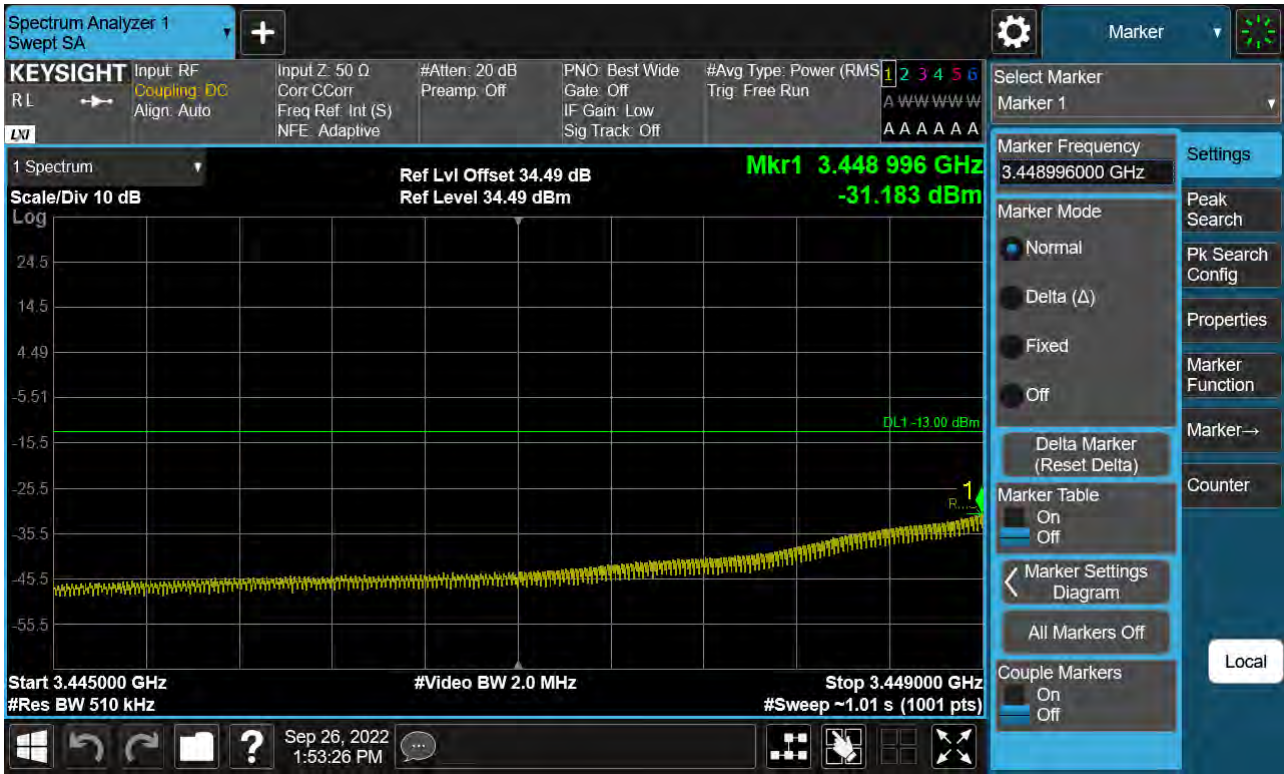 Spectrum Analyzer 1
Swept SA
+
Marker
KEYSIGHT
RL
LXI
Input: RF
Coupling: DC
Align: Auto
Input Z: 50 Ω
Corr CCorr
Freq Ref: Int (S)
NFE: Adaptive
#Atten: 20 dB
Preamp: Off
PNO: Best Wide
Gate: Off
IF Gain: Low
Sig Track: Off
#Avg Type: Power (RMS
Trig: Free Run
1 2 3 4 5 6
A W W W W W
A A A A A A
Select Marker
Marker 1
1 Spectrum
Scale/Div 10 dB
Ref Lvl Offset 34.49 dB
Ref Level 34.49 dBm
Mkr1 3.448 996 GHz
-31.183 dBm
Log
24.5
14.5
4.49
-5.51
-15.5
-25.5
-35.5
-45.5
-55.5
DL1 -13.00 dBm
1
Start 3.445000 GHz
#Res BW 510 kHz
#Video BW 2.0 MHz
Stop 3.449000 GHz
#Sweep ~1.01 s (1001 pts)
Marker Frequency
3.448996000 GHz
Marker Mode
Normal
Delta (Δ)
Fixed
Off
Delta Marker
(Reset Delta)
Marker Table
On
Off
Marker Settings
Diagram
All Markers Off
Couple Markers
On
Off
Settings
Peak
Search
Pk Search
Config
Properties
Marker
Function
Marker→
Counter
Local
?
Sep 26, 2022
1:53:26 PM